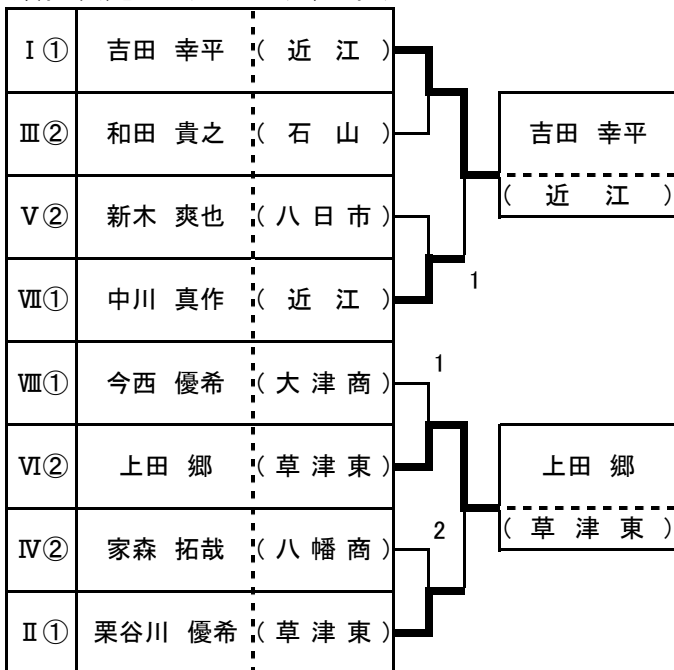 Ⅰ① 吉田 幸平 ( 近 江 )
Ⅲ② 和田 貴之 ( 石 山 )
Ⅴ② 新木 爽也 ( 八 日 市 )
Ⅶ① 中川 真作 ( 近 江 )
Ⅷ① 今西 優希 ( 大 津 商 )
Ⅵ② 上田 郷 ( 草 津 東 )
Ⅳ② 家森 拓哉 ( 八 幡 商 )
Ⅱ① 栗谷川 優希 ( 草 津 東 )
1
1
2
吉田 幸平
( 近 江 )
上田 郷
( 草 津 東 )